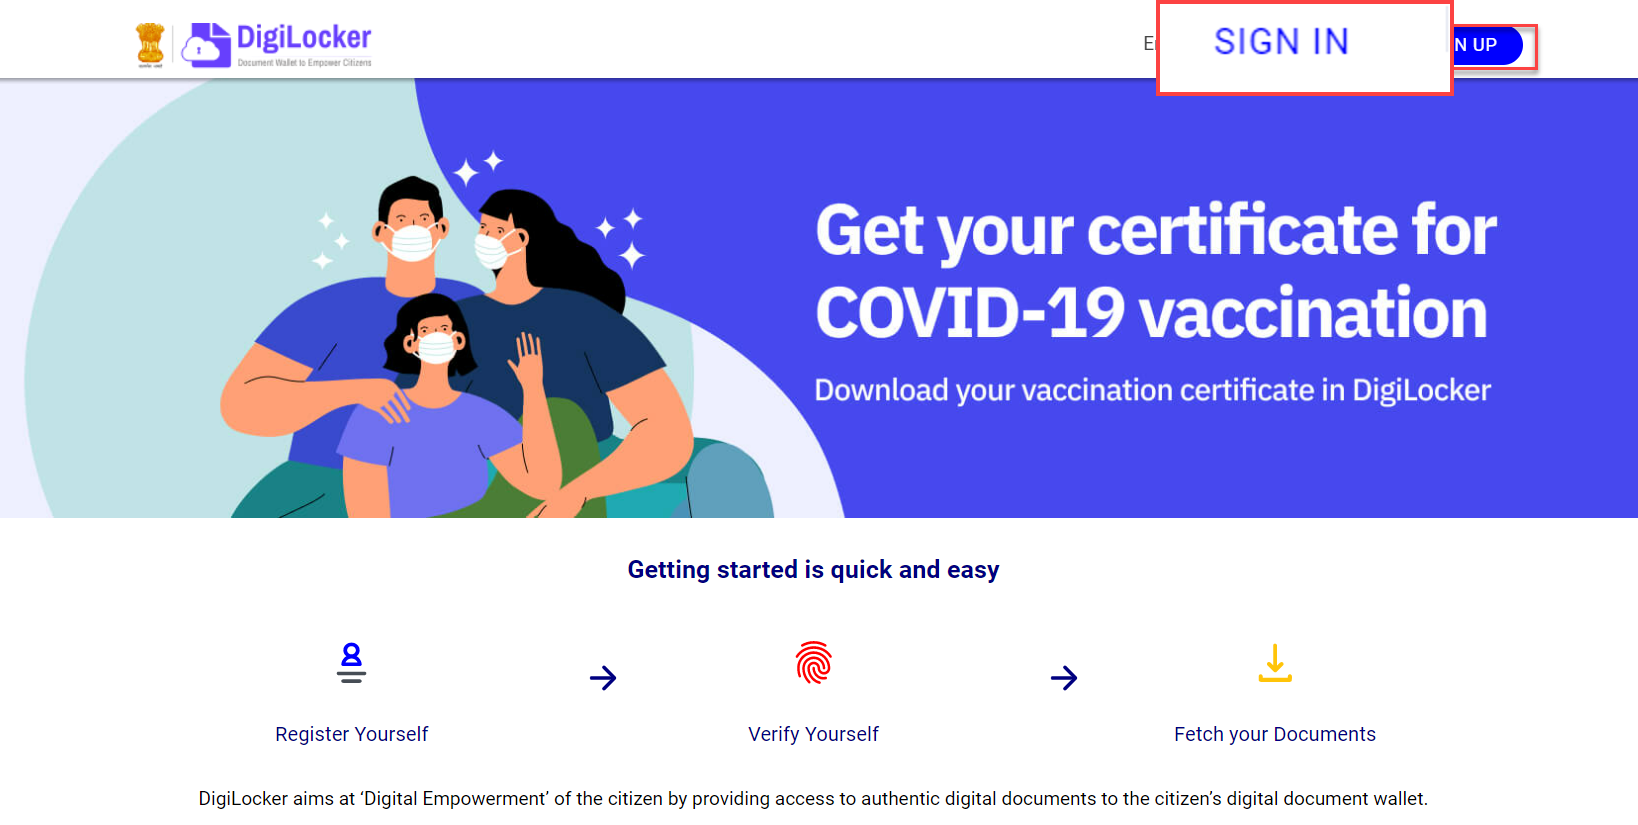 DigiLocker
Document Wallet to Empower Citizens
SIGN IN
N UP
Get your certificate for
COVID-19 vaccination
Download your vaccination certificate in DigiLocker
Getting started is quick and easy
Register Yourself
Verify Yourself
Fetch your Documents
DigiLocker aims at ‘Digital Empowerment’ of the citizen by providing access to authentic digital documents to the citizen’s digital document wallet.